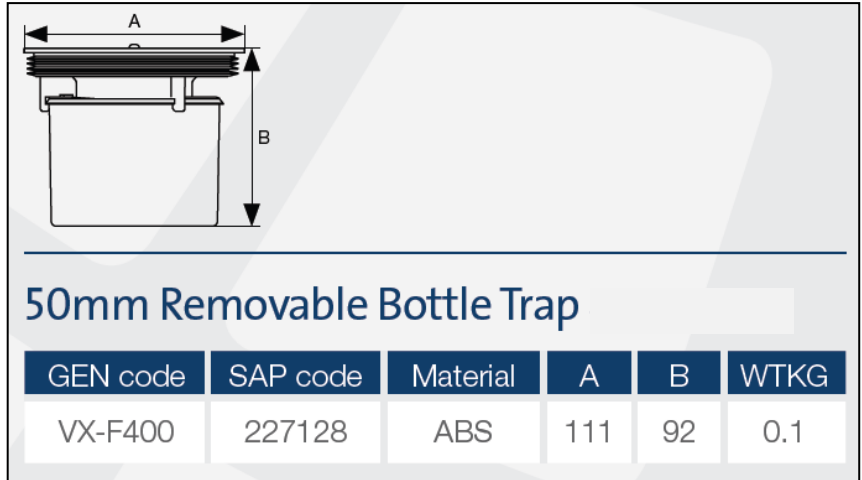 A
B
50mm Removable Bottle Trap
GEN code SAP code Material A B WTKG
VX-F400 227128 ABS 111 92 0.1